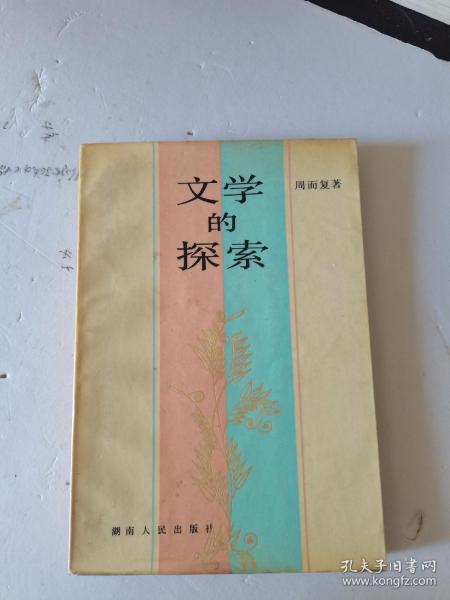 文学
的
探索
周而复著
湖南人民出版社
孔夫子旧书网
www.kongfz.com